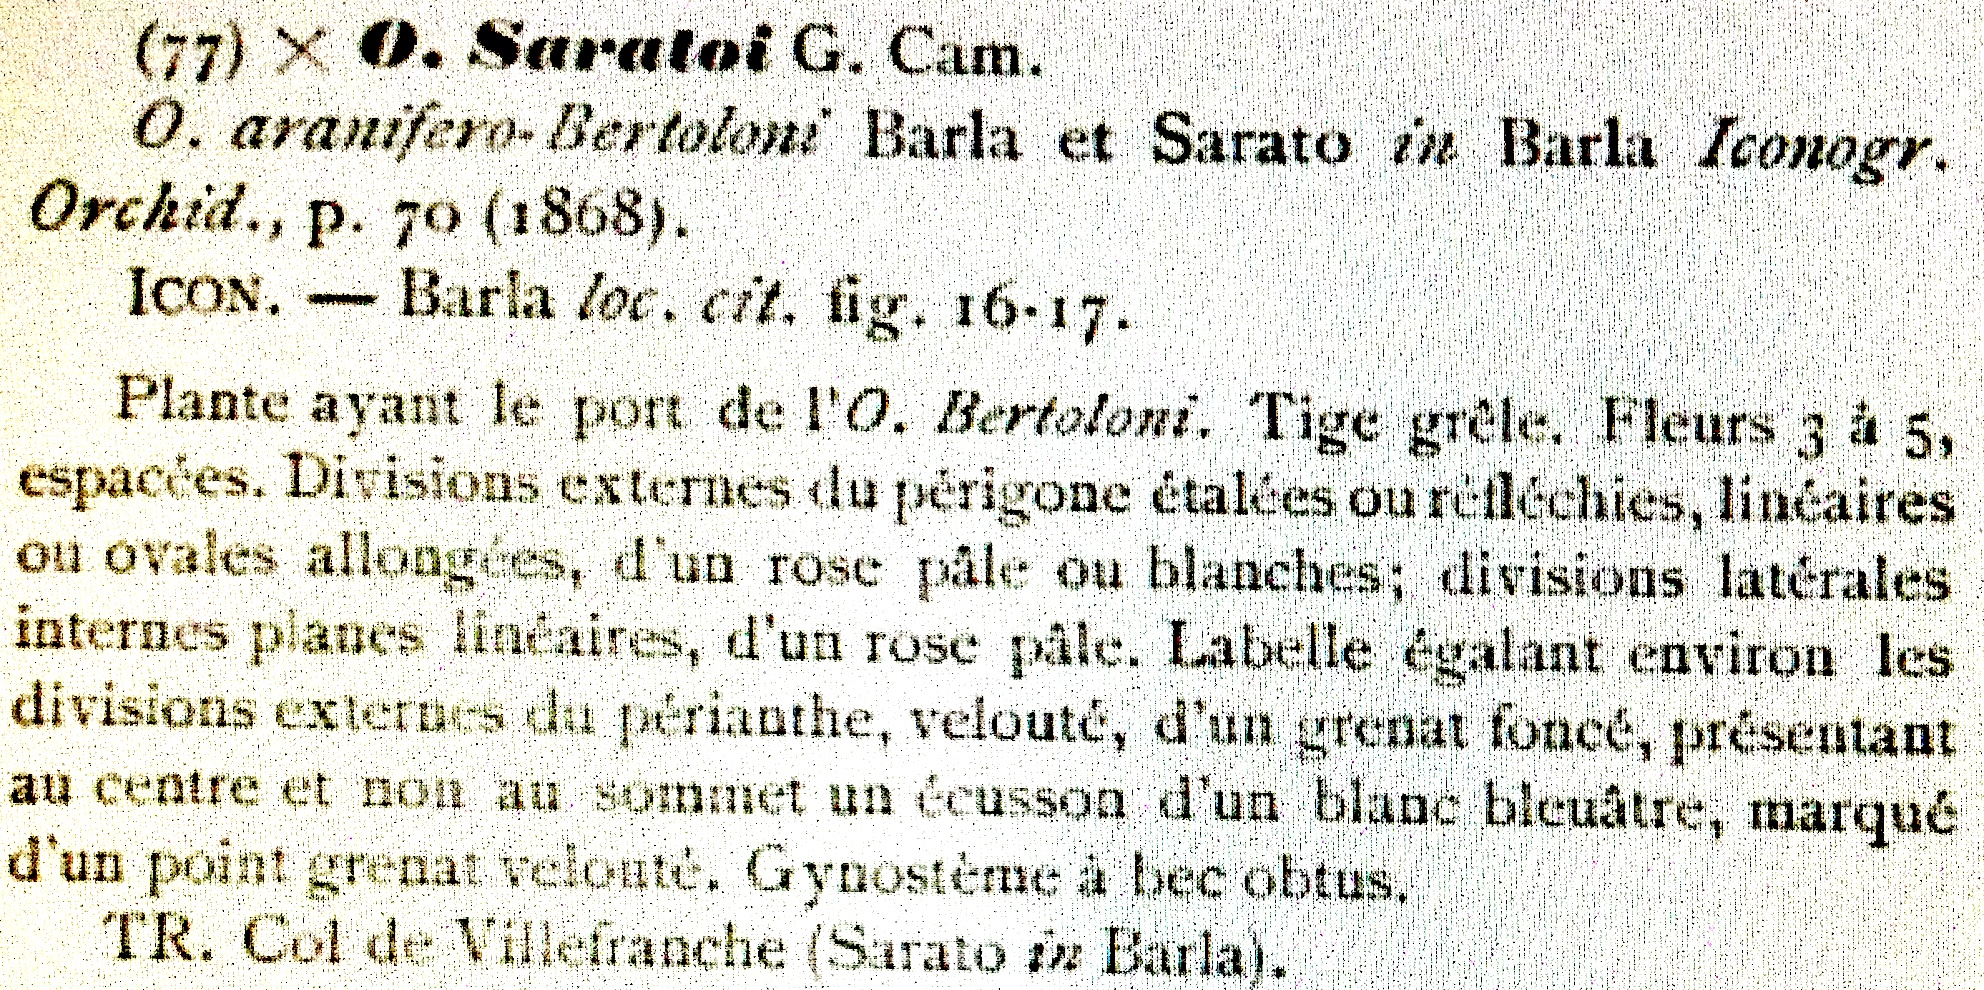 (77) × O. Saratoi G. Cam.
O. aranifero-Bertoloni Barla et Sarato in Barla Iconogr.
Orchid., p. 70 (1868).
ICON. — Barla loc. cit. fig. 16-17.
Plante ayant le port de l'O. Bertoloni. Tige grêle. Fleurs 3 à 5,
espacées. Divisions externes du périgone étalées ou réfléchies, linéaires
ou ovales allongées, d'un rose pâle ou blanches; divisions latérales
internes planes linéaires, d'un rose pâle. Labelle égalant environ les
divisions externes du périanthe, velouté, d'un grenat foncé, présentant
au centre et non au sommet un écusson d'un blanc bleuâtre, marqué
d'un point grenat velouté. Gynostème à bec obtus.
TR. Col de Villefranche (Sarato in Barla).